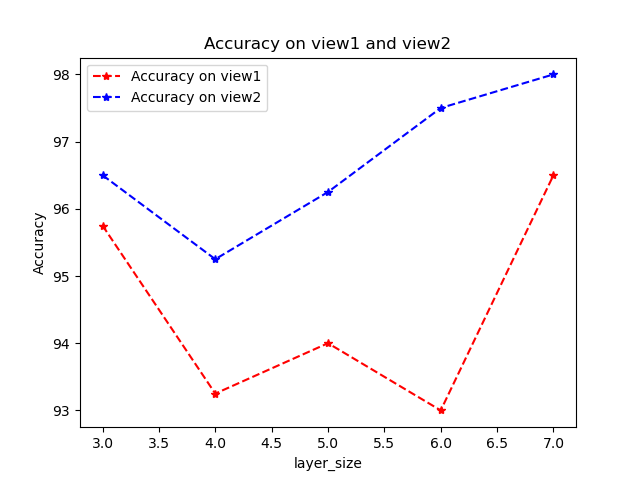 Accuracy on view1 and view2
Accuracy on view1
Accuracy on view2
98
97
96
95
94
93
Accuracy
3.0 3.5 4.0 4.5 5.0 5.5 6.0 6.5 7.0
layer_size